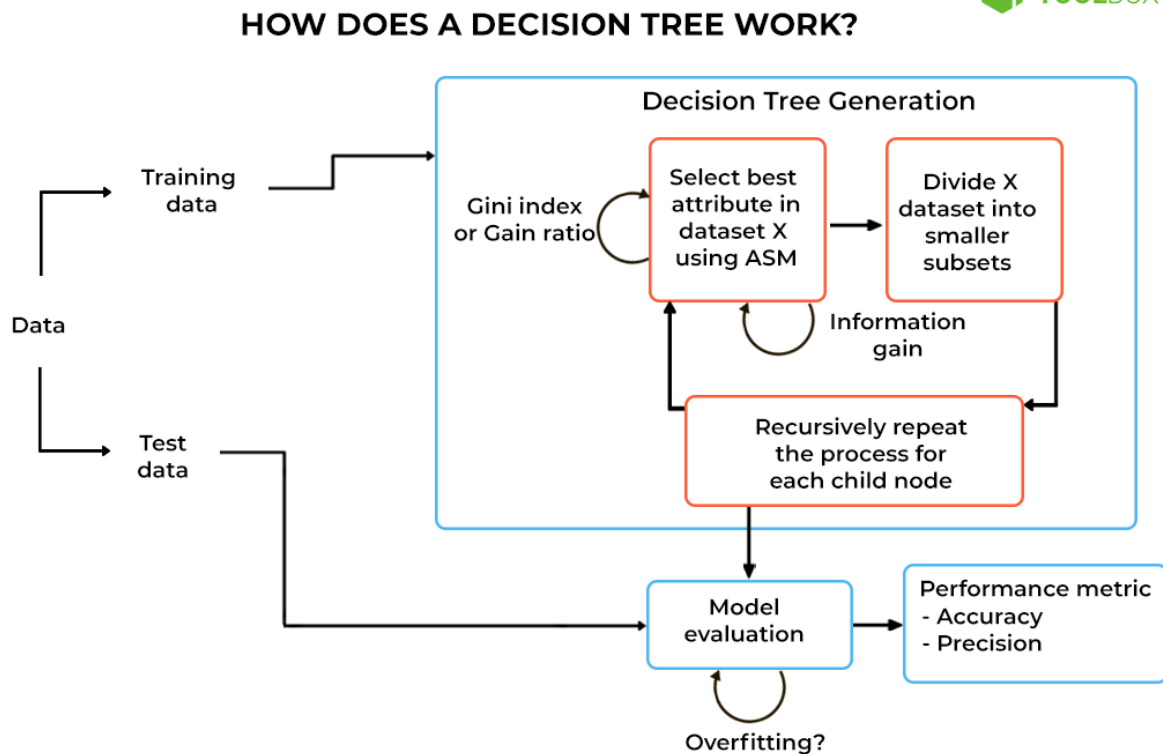 HOW DOES A DECISION TREE WORK?
Decision Tree Generation
Training
data
Gini index
or Gain ratio
Select best
attribute in
dataset X
using ASM
Divide X
dataset into
smaller
subsets
Information
gain
Data
Recursively repeat
the process for
each child node
Test
data
Model
evaluation
Performance metric
- Accuracy
- Precision
Overfitting?